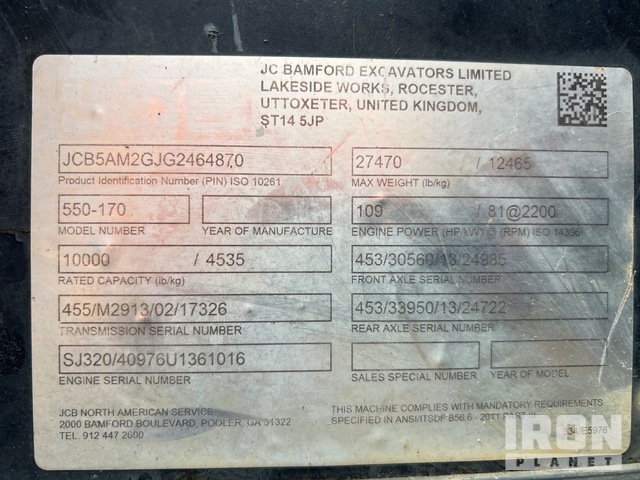 JC BAMFORD EXCAVATORS LIMITED
LAKESIDE WORKS, ROCESTER,
UTTOXETER, UNITED KINGDOM,
ST14 5JP
JCB5AM2GJG2464870
Product Identification Number (PIN) ISO 10261
27470 / 12465
MAX WEIGHT (lb/kg)
550-170
MODEL NUMBER YEAR OF MANUFACTURE
109 / 81@2200
ENGINE POWER (HP/kW) @ (RPM) ISO 14396
10000 / 4535
RATED CAPACITY (lb/kg)
453/30560/13/24985
FRONT AXLE SERIAL NUMBER
455/M2913/02/17326
TRANSMISSION SERIAL NUMBER
453/33950/13/24722
REAR AXLE SERIAL NUMBER
SJ320/40976U1361016
ENGINE SERIAL NUMBER
SALES SPECIAL NUMBER YEAR OF MODEL
JCB NORTH AMERICAN SERVICE
2000 BAMFORD BOULEVARD, POOLER, GA 31322
TEL. 912 447 2600
THIS MACHINE COMPLIES WITH MANDATORY REQUIREMENTS
SPECIFIED IN ANSI/ITSDF B56.6 - 2011 PART III
334/E5976
IRON
PLANET